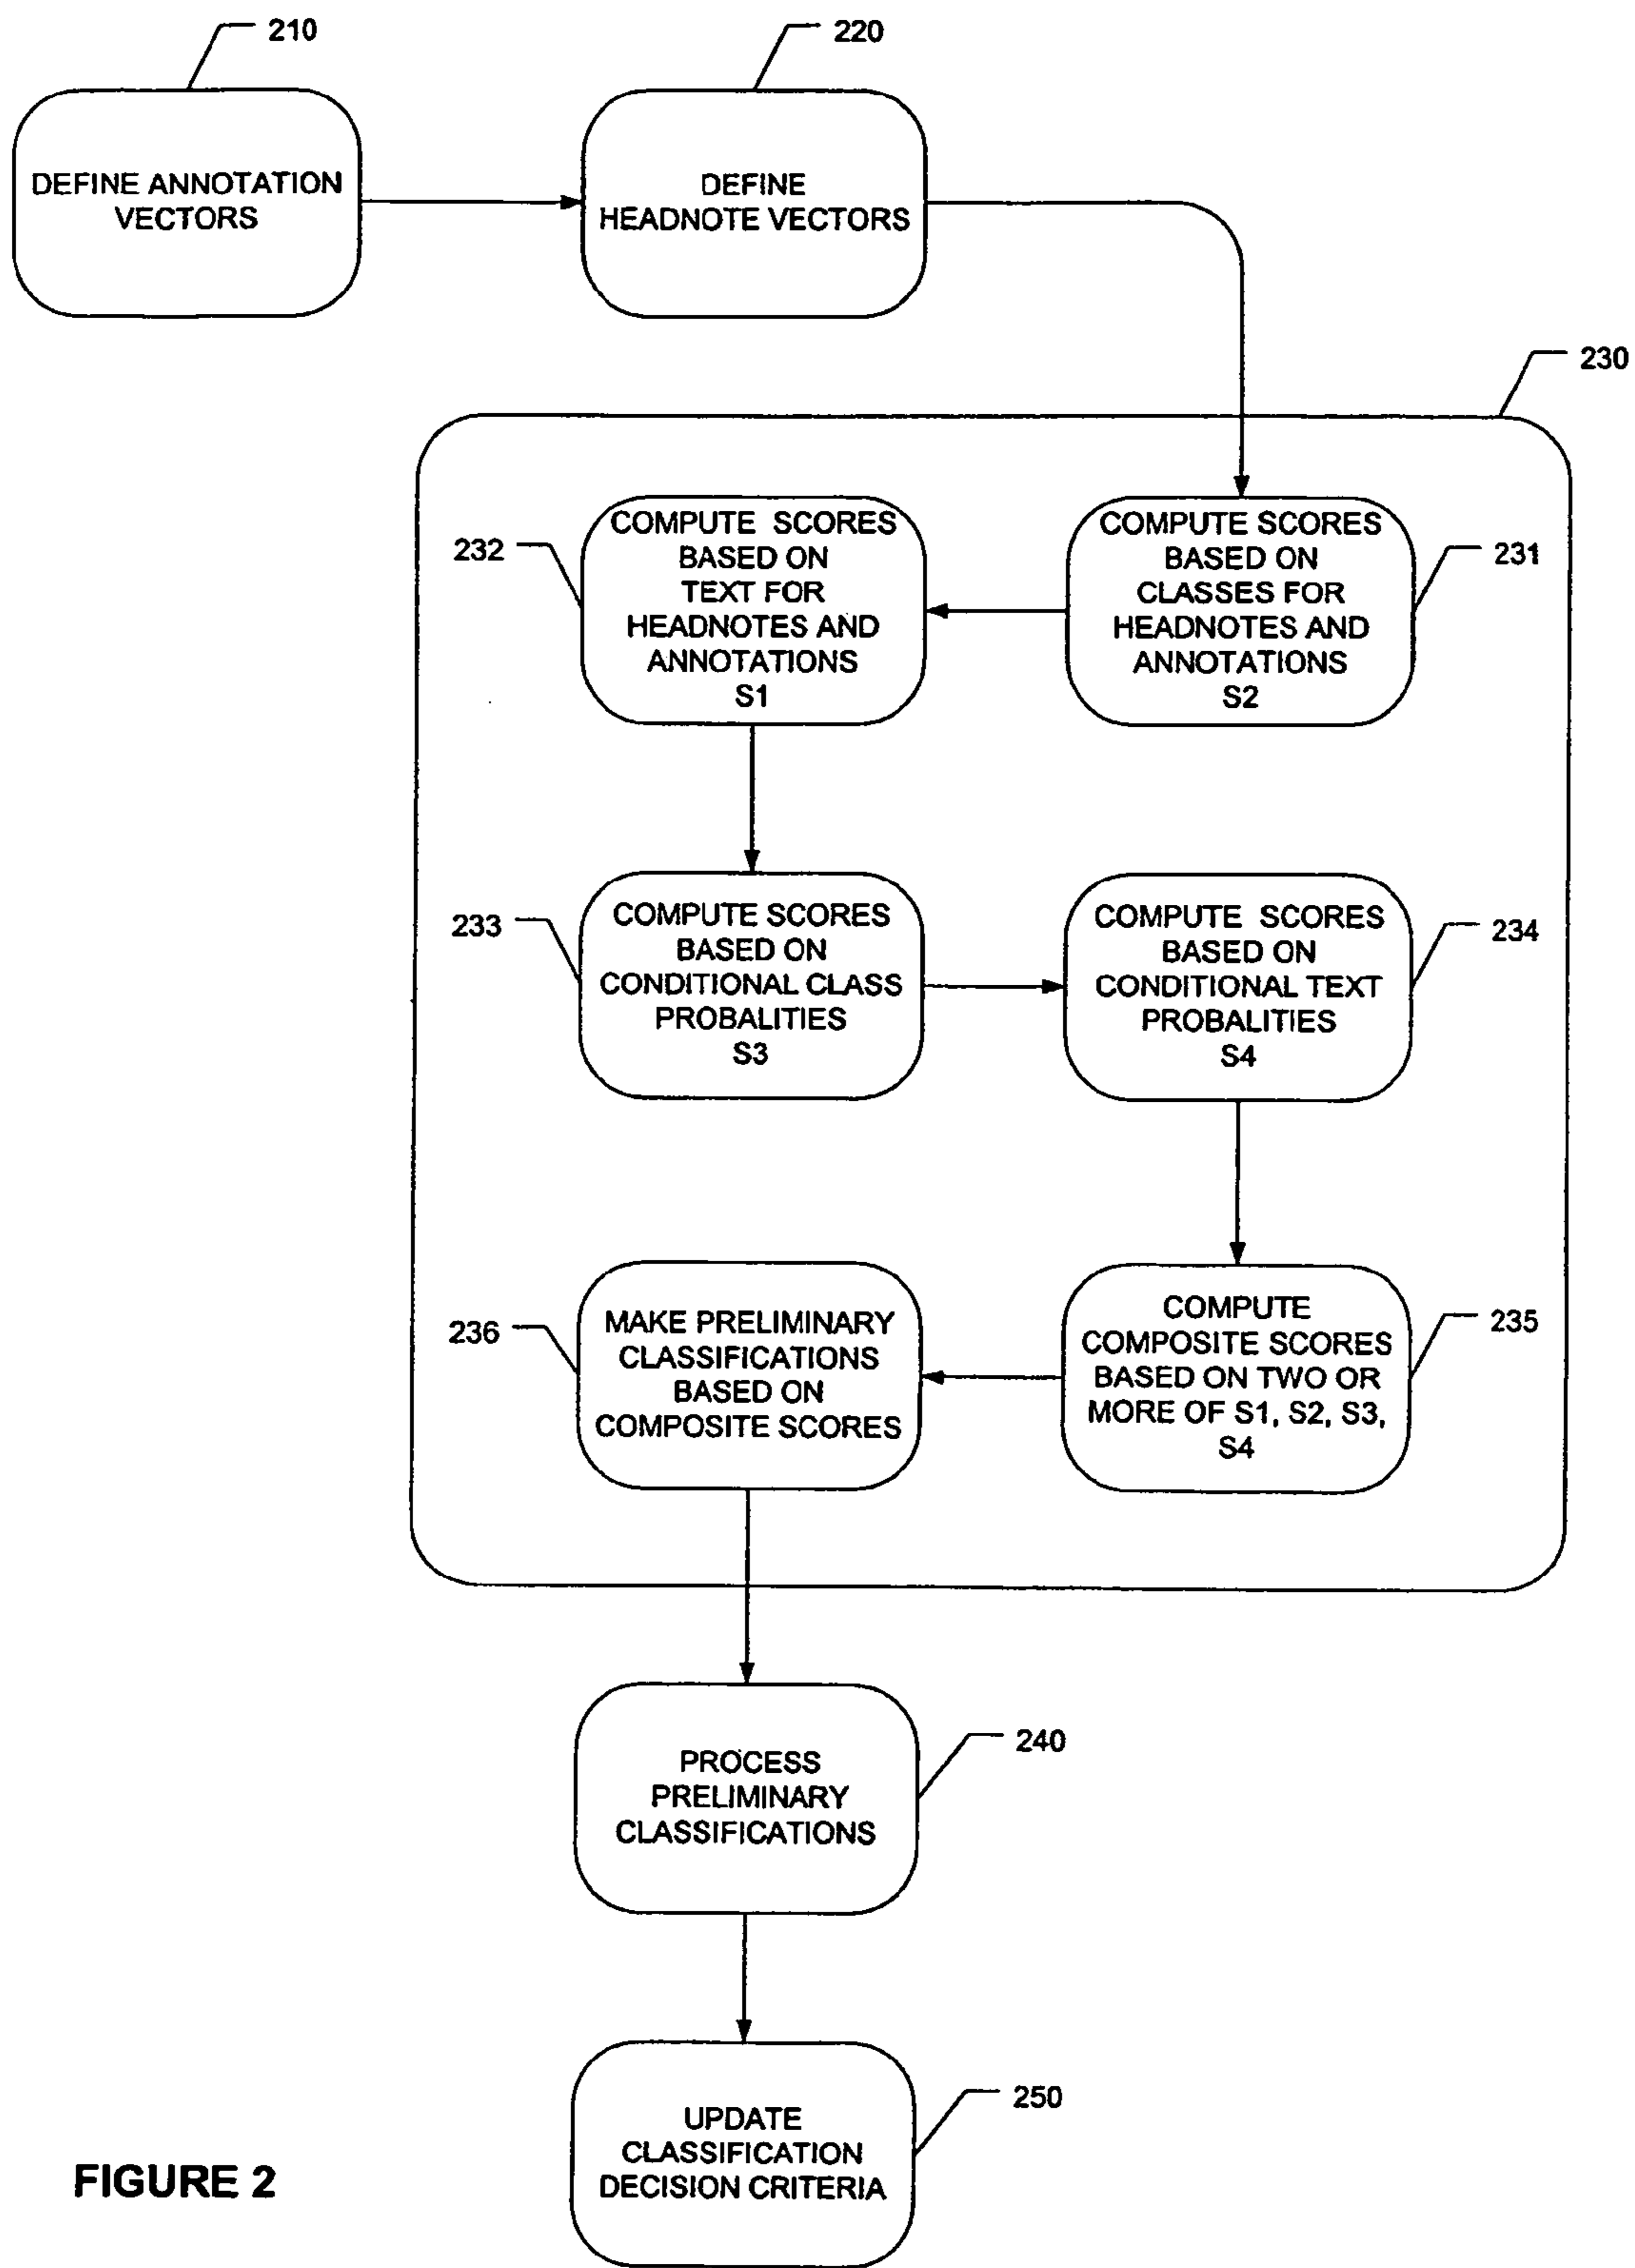 210
220
DEFINE ANNOTATION
VECTORS
DEFINE
HEADNOTE VECTORS
230
232
COMPUTE SCORES
BASED ON
TEXT FOR
HEADNOTES AND
ANNOTATIONS
S1
COMPUTE SCORES
BASED ON
CLASSES FOR
HEADNOTES AND
ANNOTATIONS
S2
231
233
COMPUTE SCORES
BASED ON
CONDITIONAL CLASS
PROBALITIES
S3
COMPUTE SCORES
BASED ON
CONDITIONAL TEXT
PROBALITIES
S4
234
236
MAKE PRELIMINARY
CLASSIFICATIONS
BASED ON
COMPOSITE SCORES
COMPUTE
COMPOSITE SCORES
BASED ON TWO OR
MORE OF S1, S2, S3,
S4
235
PROCESS
PRELIMINARY
CLASSIFICATIONS
240
UPDATE
CLASSIFICATION
DECISION CRITERIA
250
FIGURE 2